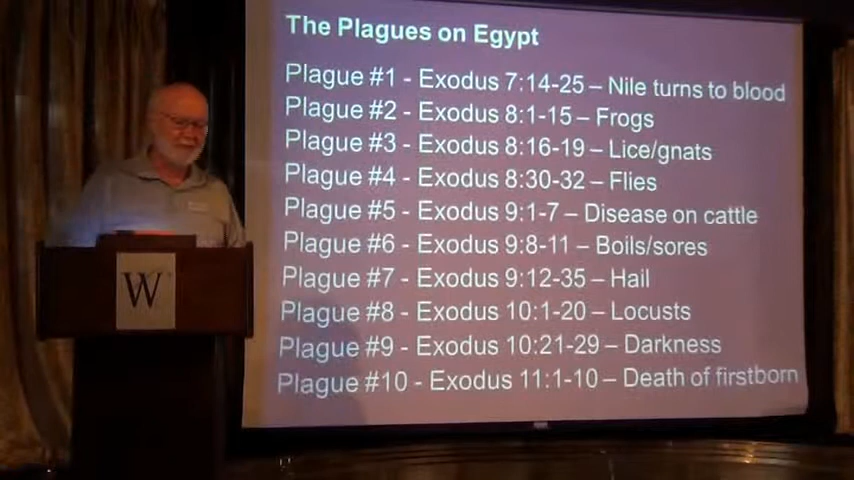 The Plagues on Egypt
Plague #1 - Exodus 7:14-25 – Nile turns to blood
Plague #2 - Exodus 8:1-15 – Frogs
Plague #3 - Exodus 8:16-19 – Lice/gnats
Plague #4 - Exodus 8:30-32 – Flies
Plague #5 - Exodus 9:1-7 – Disease on cattle
Plague #6 - Exodus 9:8-11 – Boils/sores
Plague #7 - Exodus 9:12-35 – Hail
Plague #8 - Exodus 10:1-20 – Locusts
Plague #9 - Exodus 10:21-29 – Darkness
Plague #10 - Exodus 11:1-10 – Death of firstborn
W